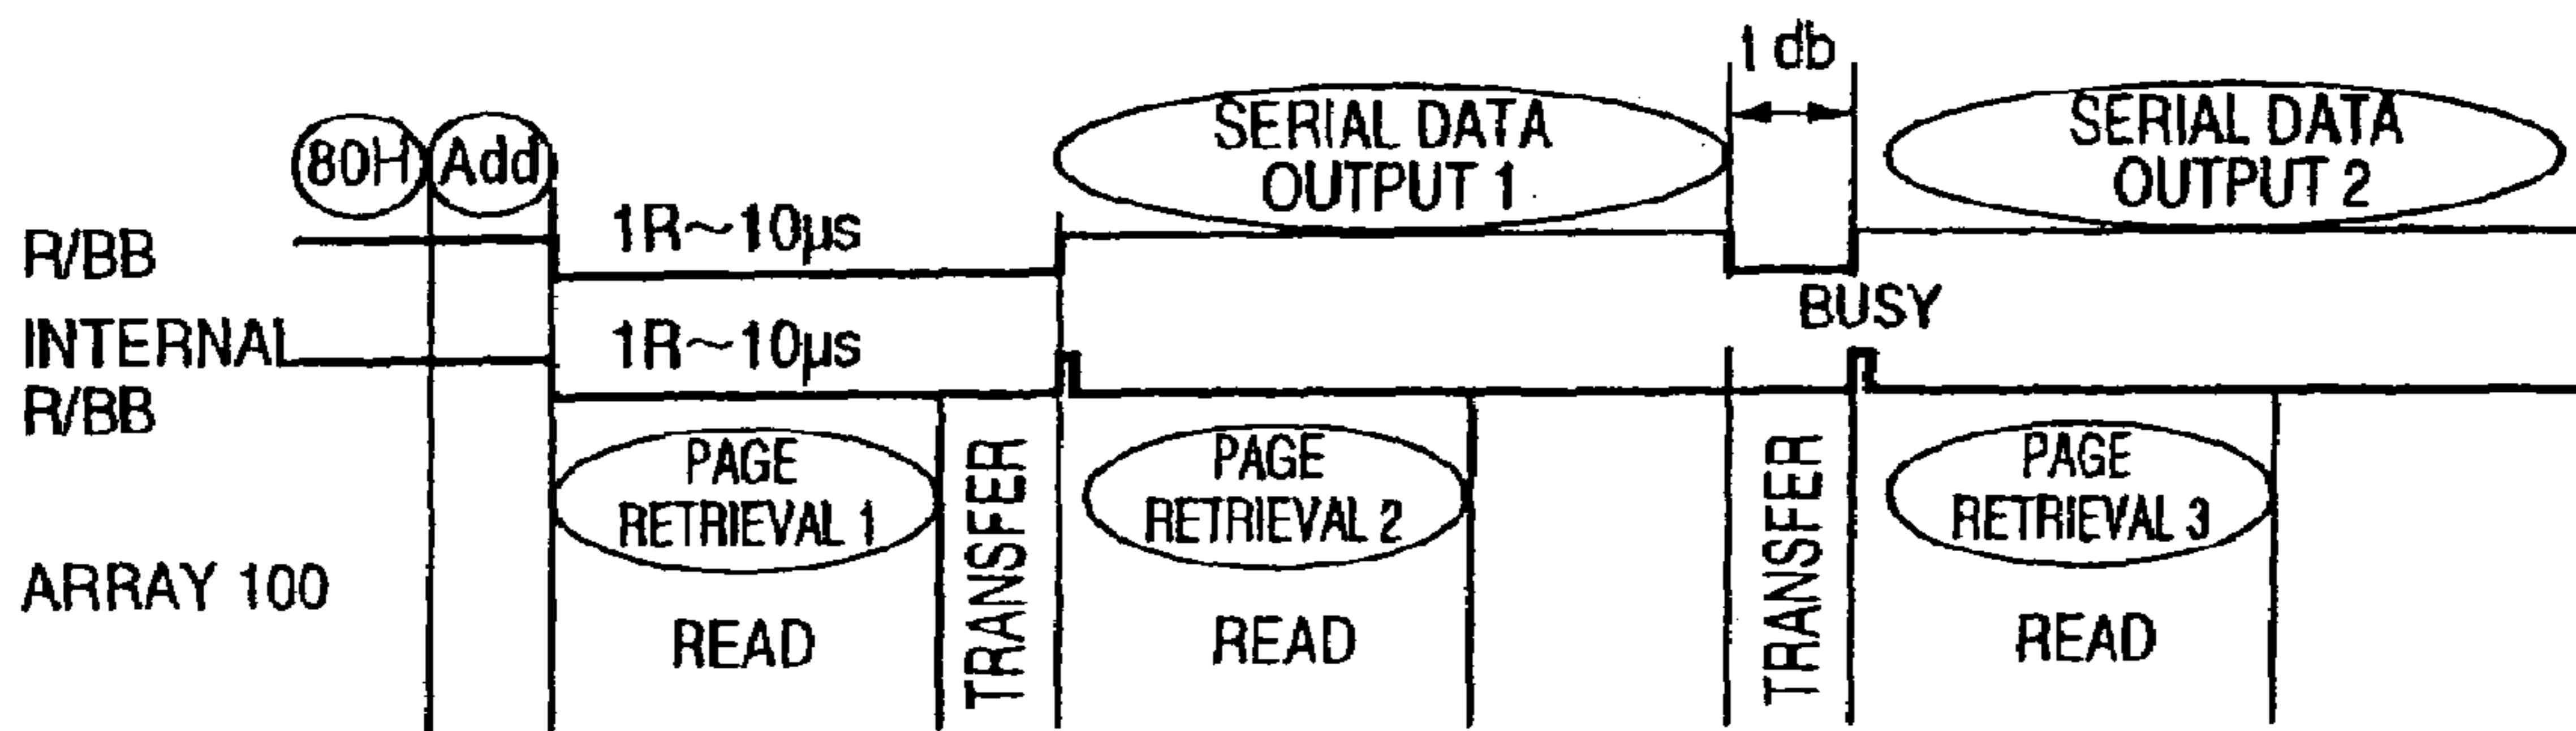 t db
80H Add
SERIAL DATA
OUTPUT 1
SERIAL DATA
OUTPUT 2
R/BB
1R~10µs
BUSY
INTERNAL
R/BB
1R~10µs
PAGE
RETRIEVAL 1
TRANSFER
PAGE
RETRIEVAL 2
TRANSFER
PAGE
RETRIEVAL 3
ARRAY 100
READ
READ
READ